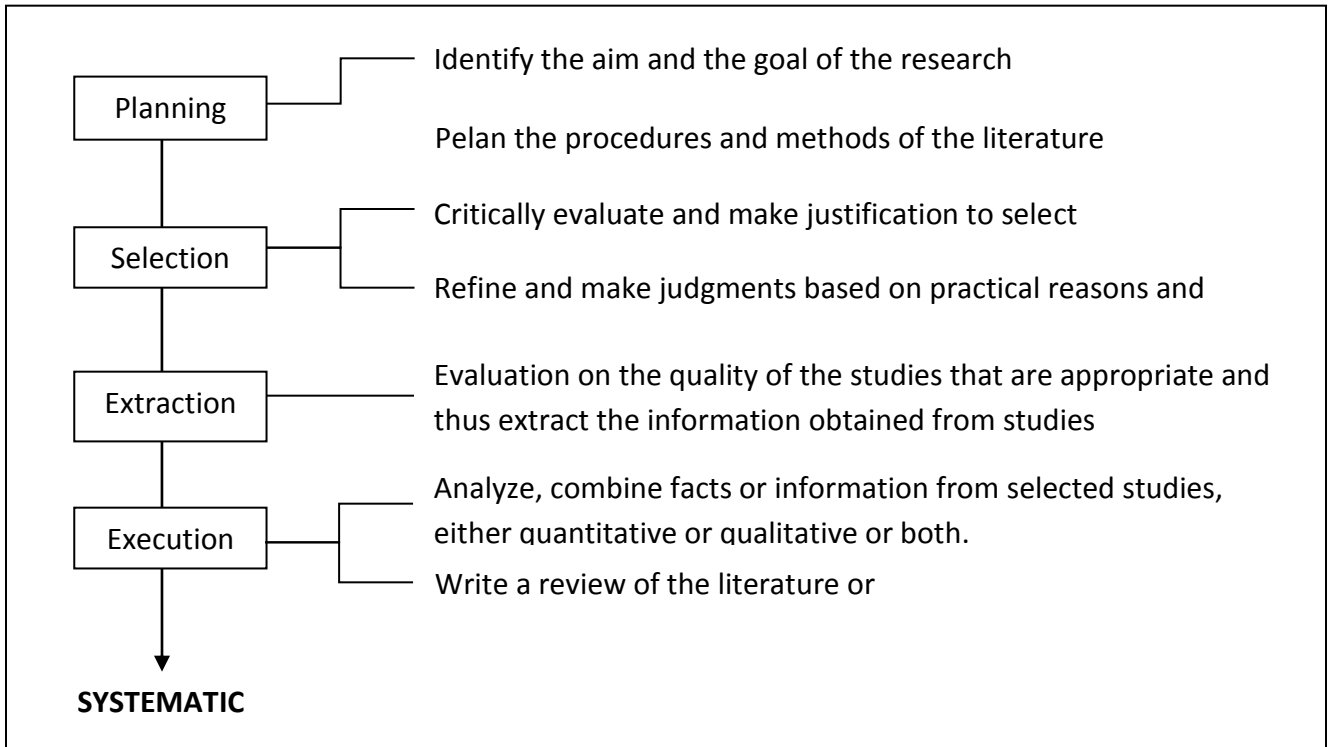 Planning
Identify the aim and the goal of the research
Pelan the procedures and methods of the literature
Selection
Critically evaluate and make justification to select
Refine and make judgments based on practical reasons and
Extraction
Evaluation on the quality of the studies that are appropriate and
thus extract the information obtained from studies
Execution
Analyze, combine facts or information from selected studies,
either quantitative or qualitative or both.
Write a review of the literature or
SYSTEMATIC